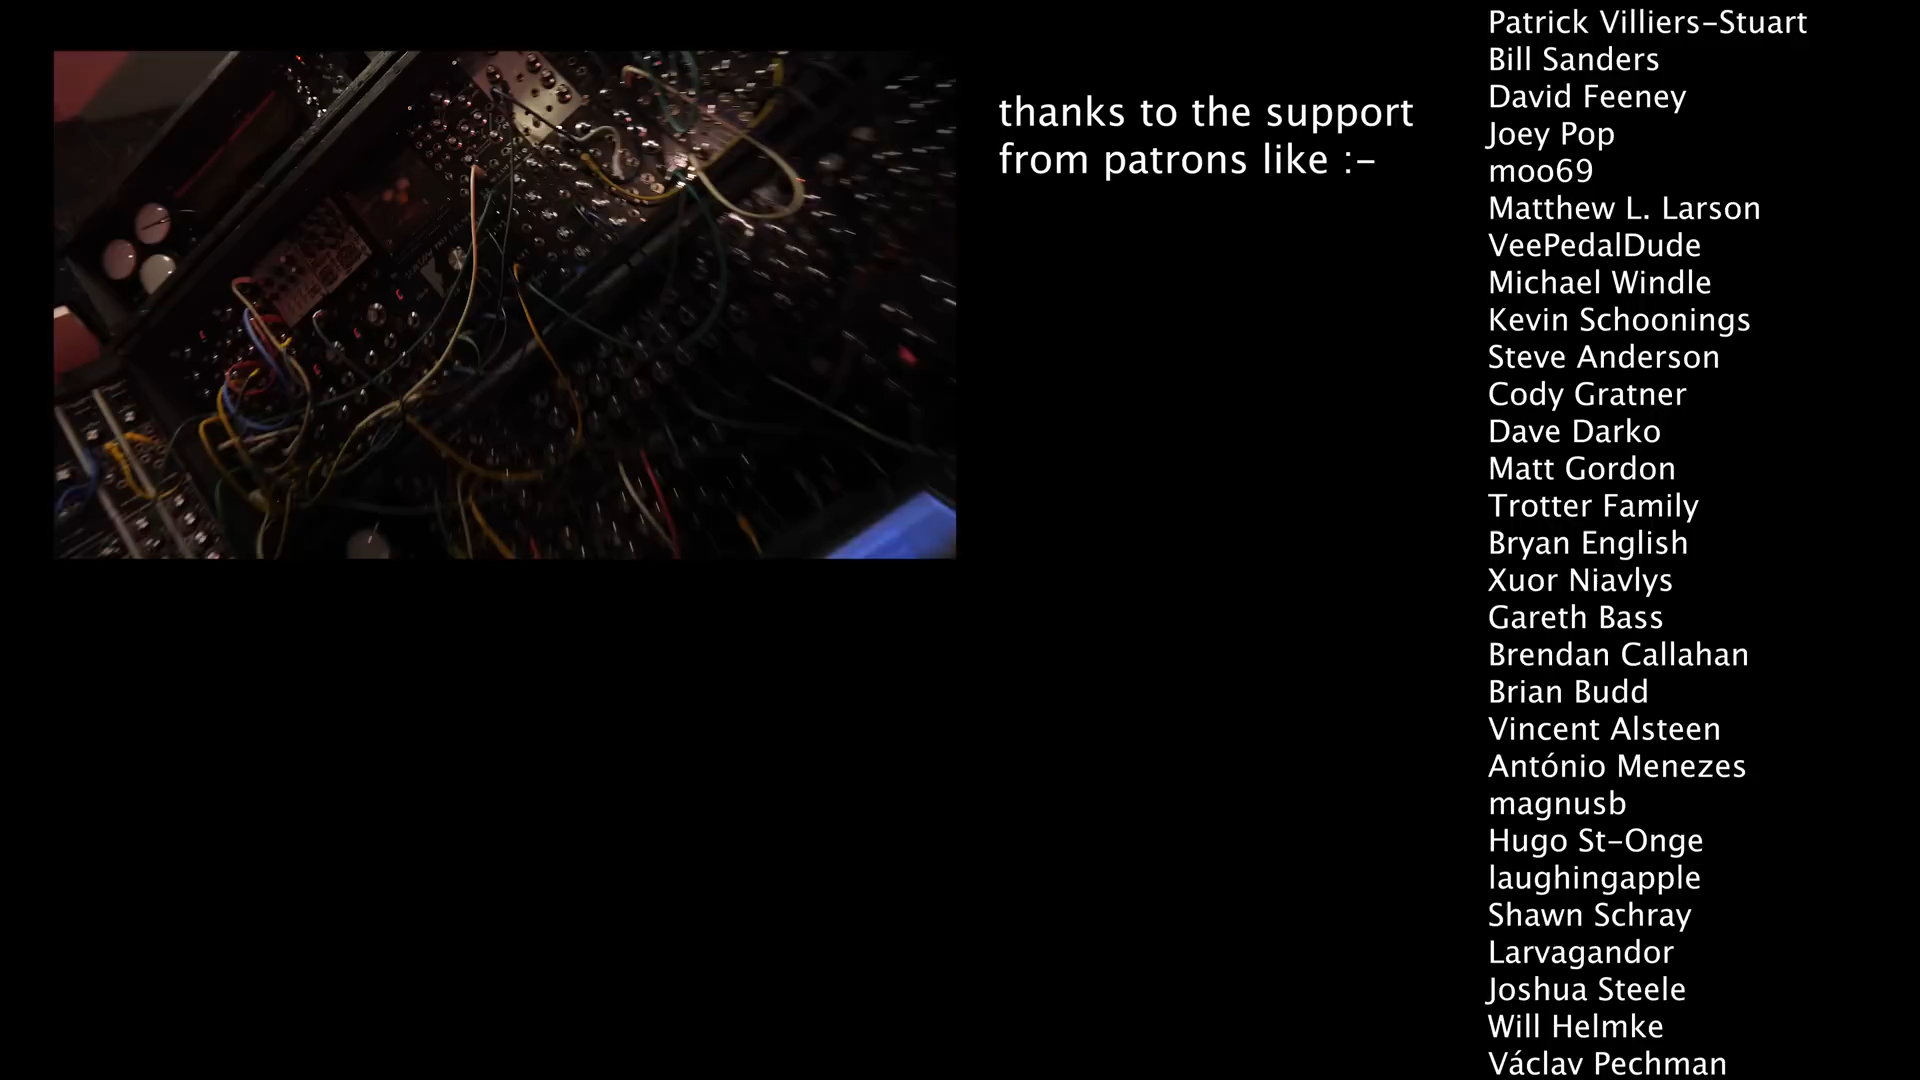 thanks to the support
from patrons like :-
Patrick Villiers-Stuart
Bill Sanders
David Feeney
Joey Pop
moo69
Matthew L. Larson
VeePedalDude
Michael Windle
Kevin Schoonings
Steve Anderson
Cody Gratner
Dave Darko
Matt Gordon
Trotter Family
Bryan English
Xuor Niavlys
Gareth Bass
Brendan Callahan
Brian Budd
Vincent Alsteen
António Menezes
magnusb
Hugo St-Onge
laughingapple
Shawn Schray
Larvagandor
Joshua Steele
Will Helmke
Václav Pechman